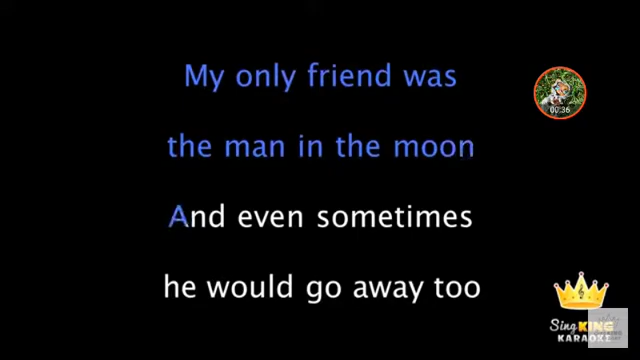 My only friend was
the man in the moon
And even sometimes
he would go away too
00:36
Sing KING
KARAOKE